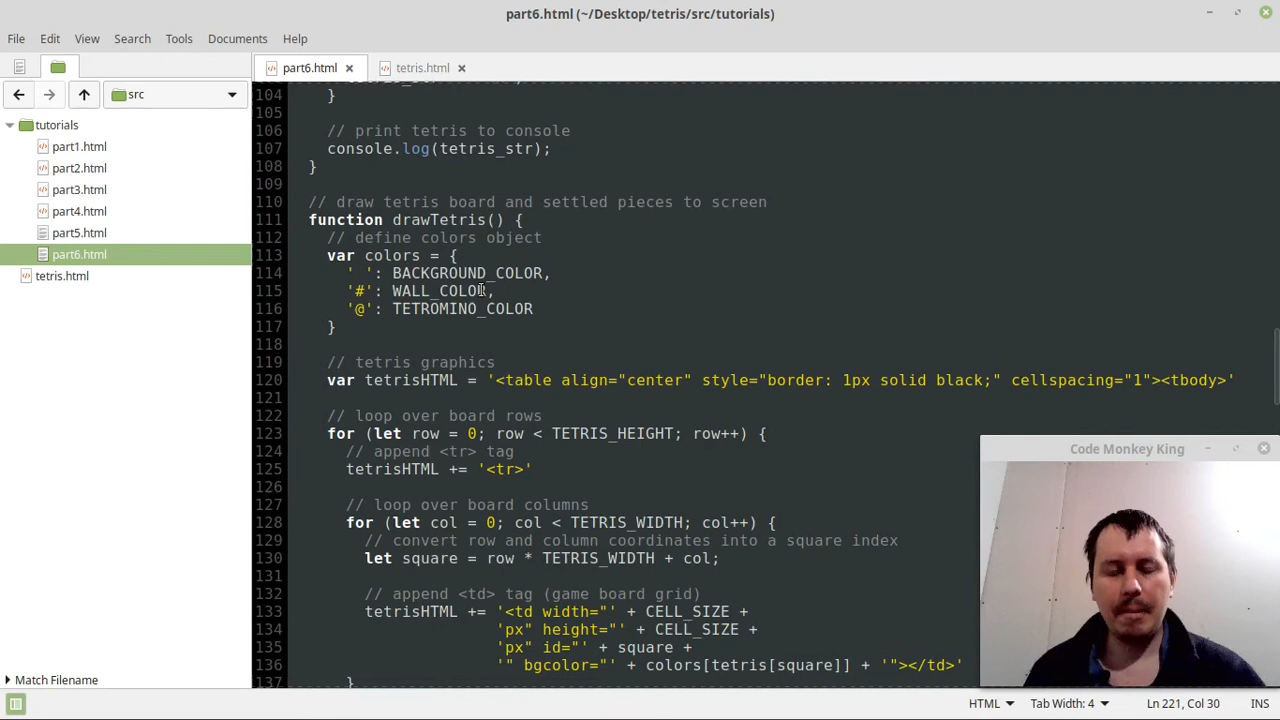 part6.html (~/Desktop/tetris/src/tutorials)
File Edit View Search Tools Documents Help
part6.html
tetris.html
src
tutorials
part1.html
part2.html
part3.html
part4.html
part5.html
part6.html
tetris.html
104 }
105
106 // print tetris to console
107 console.log(tetris_str);
108 }
109
110 // draw tetris board and settled pieces to screen
111 function drawTetris() {
112 // define colors object
113 var colors = {
114 ' ': BACKGROUND_COLOR,
115 '#': WALL_COLOR,
116 '@': TETROMINO_COLOR
117 }
118
119 // tetris graphics
120 var tetrisHTML = '<table align="center" style="border: 1px solid black;" cellspacing="1"><tbody>'
121
122 // loop over board rows
123 for (let row = 0; row < TETRIS_HEIGHT; row++) {
124 // append <tr> tag
125 tetrisHTML += '<tr>'
126
127 // loop over board columns
128 for (let col = 0; col < TETRIS_WIDTH; col++) {
129 // convert row and column coordinates into a square index
130 let square = row * TETRIS_WIDTH + col;
131
132 // append <td> tag (game board grid)
133 tetrisHTML += '<td width="' + CELL_SIZE +
134 'px" height="' + CELL_SIZE +
135 'px" id="' + square +
136 '" bgcolor="' + colors[tetris[square]] + '"></td>'
137 }
Code Monkey King
Match Filename
HTML Tab Width: 4 Ln 221, Col 30 INS